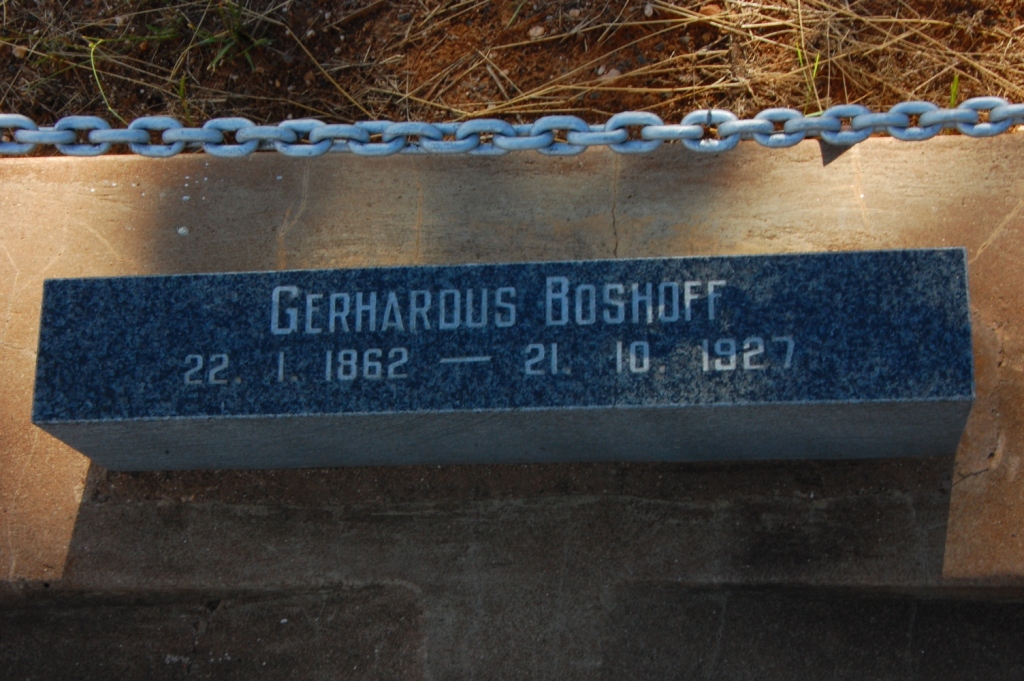 GERHARDUS BOSHOFF
22. 1. 1862 — 21. 10. 1927